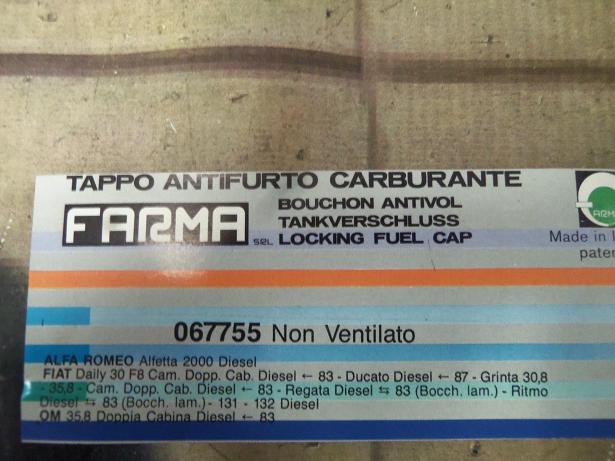 TAPPO ANTIFURTO CARBURANTE
FARMA SRL
BOUCHON ANTIVOL
TANKVERSCHLUSS
LOCKING FUEL CAP
Made in
067755 Non Ventilato
ALFA ROMEO Alfetta 2000 Diesel
FIAT Daily 30 F8 Cam. Dopp. Cab. Diesel ← 83 - Ducato Diesel ← 87 - Grinta 30,8
- 35,8 - Cam. Dopp. Cab. Diesel ← 83 - Regata Diesel ⇆ 83 (Bocch. lam.) - Ritmo
Diesel ⇆ 83 (Bocch. lam.) - 131 - 132 Diesel
OM 35,8 Doppia Cabina Diesel ← 83